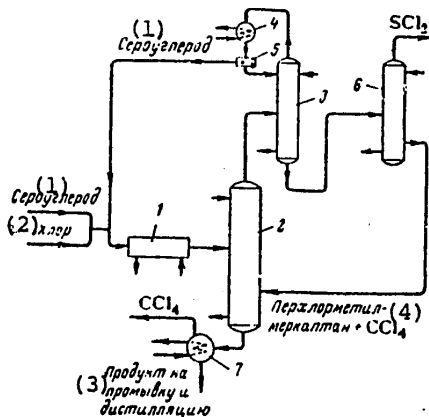 (1)
Сероуглерод
4
5
SCl₂
3
6
(1)
Сероуглерод
(2) Хлор
1
2
CCl₄
Перхлорметил- (4)
меркаптан + CCl₄
7
(3) Продукт на
промывку и
дистилляцию